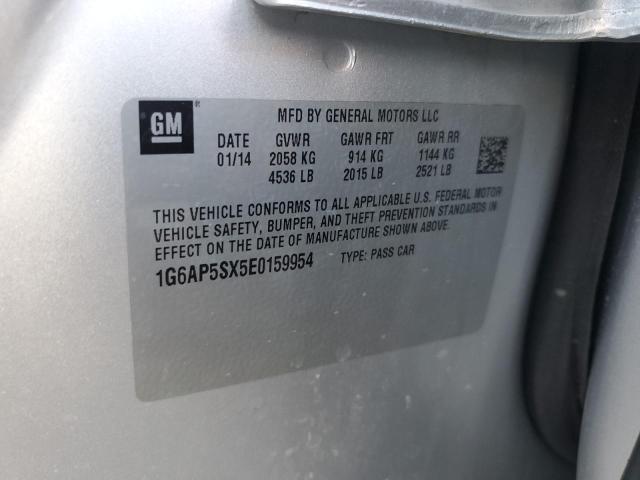 GM ®
MFD BY GENERAL MOTORS LLC
DATE GVWR GAWR FRT GAWR RR
01/14 2058 KG 914 KG 1144 KG
4536 LB 2015 LB 2521 LB
THIS VEHICLE CONFORMS TO ALL APPLICABLE U.S. FEDERAL MOTOR
VEHICLE SAFETY, BUMPER, AND THEFT PREVENTION STANDARDS IN
EFFECT ON THE DATE OF MANUFACTURE SHOWN ABOVE.
1G6AP5SX5E0159954 TYPE: PASS CAR